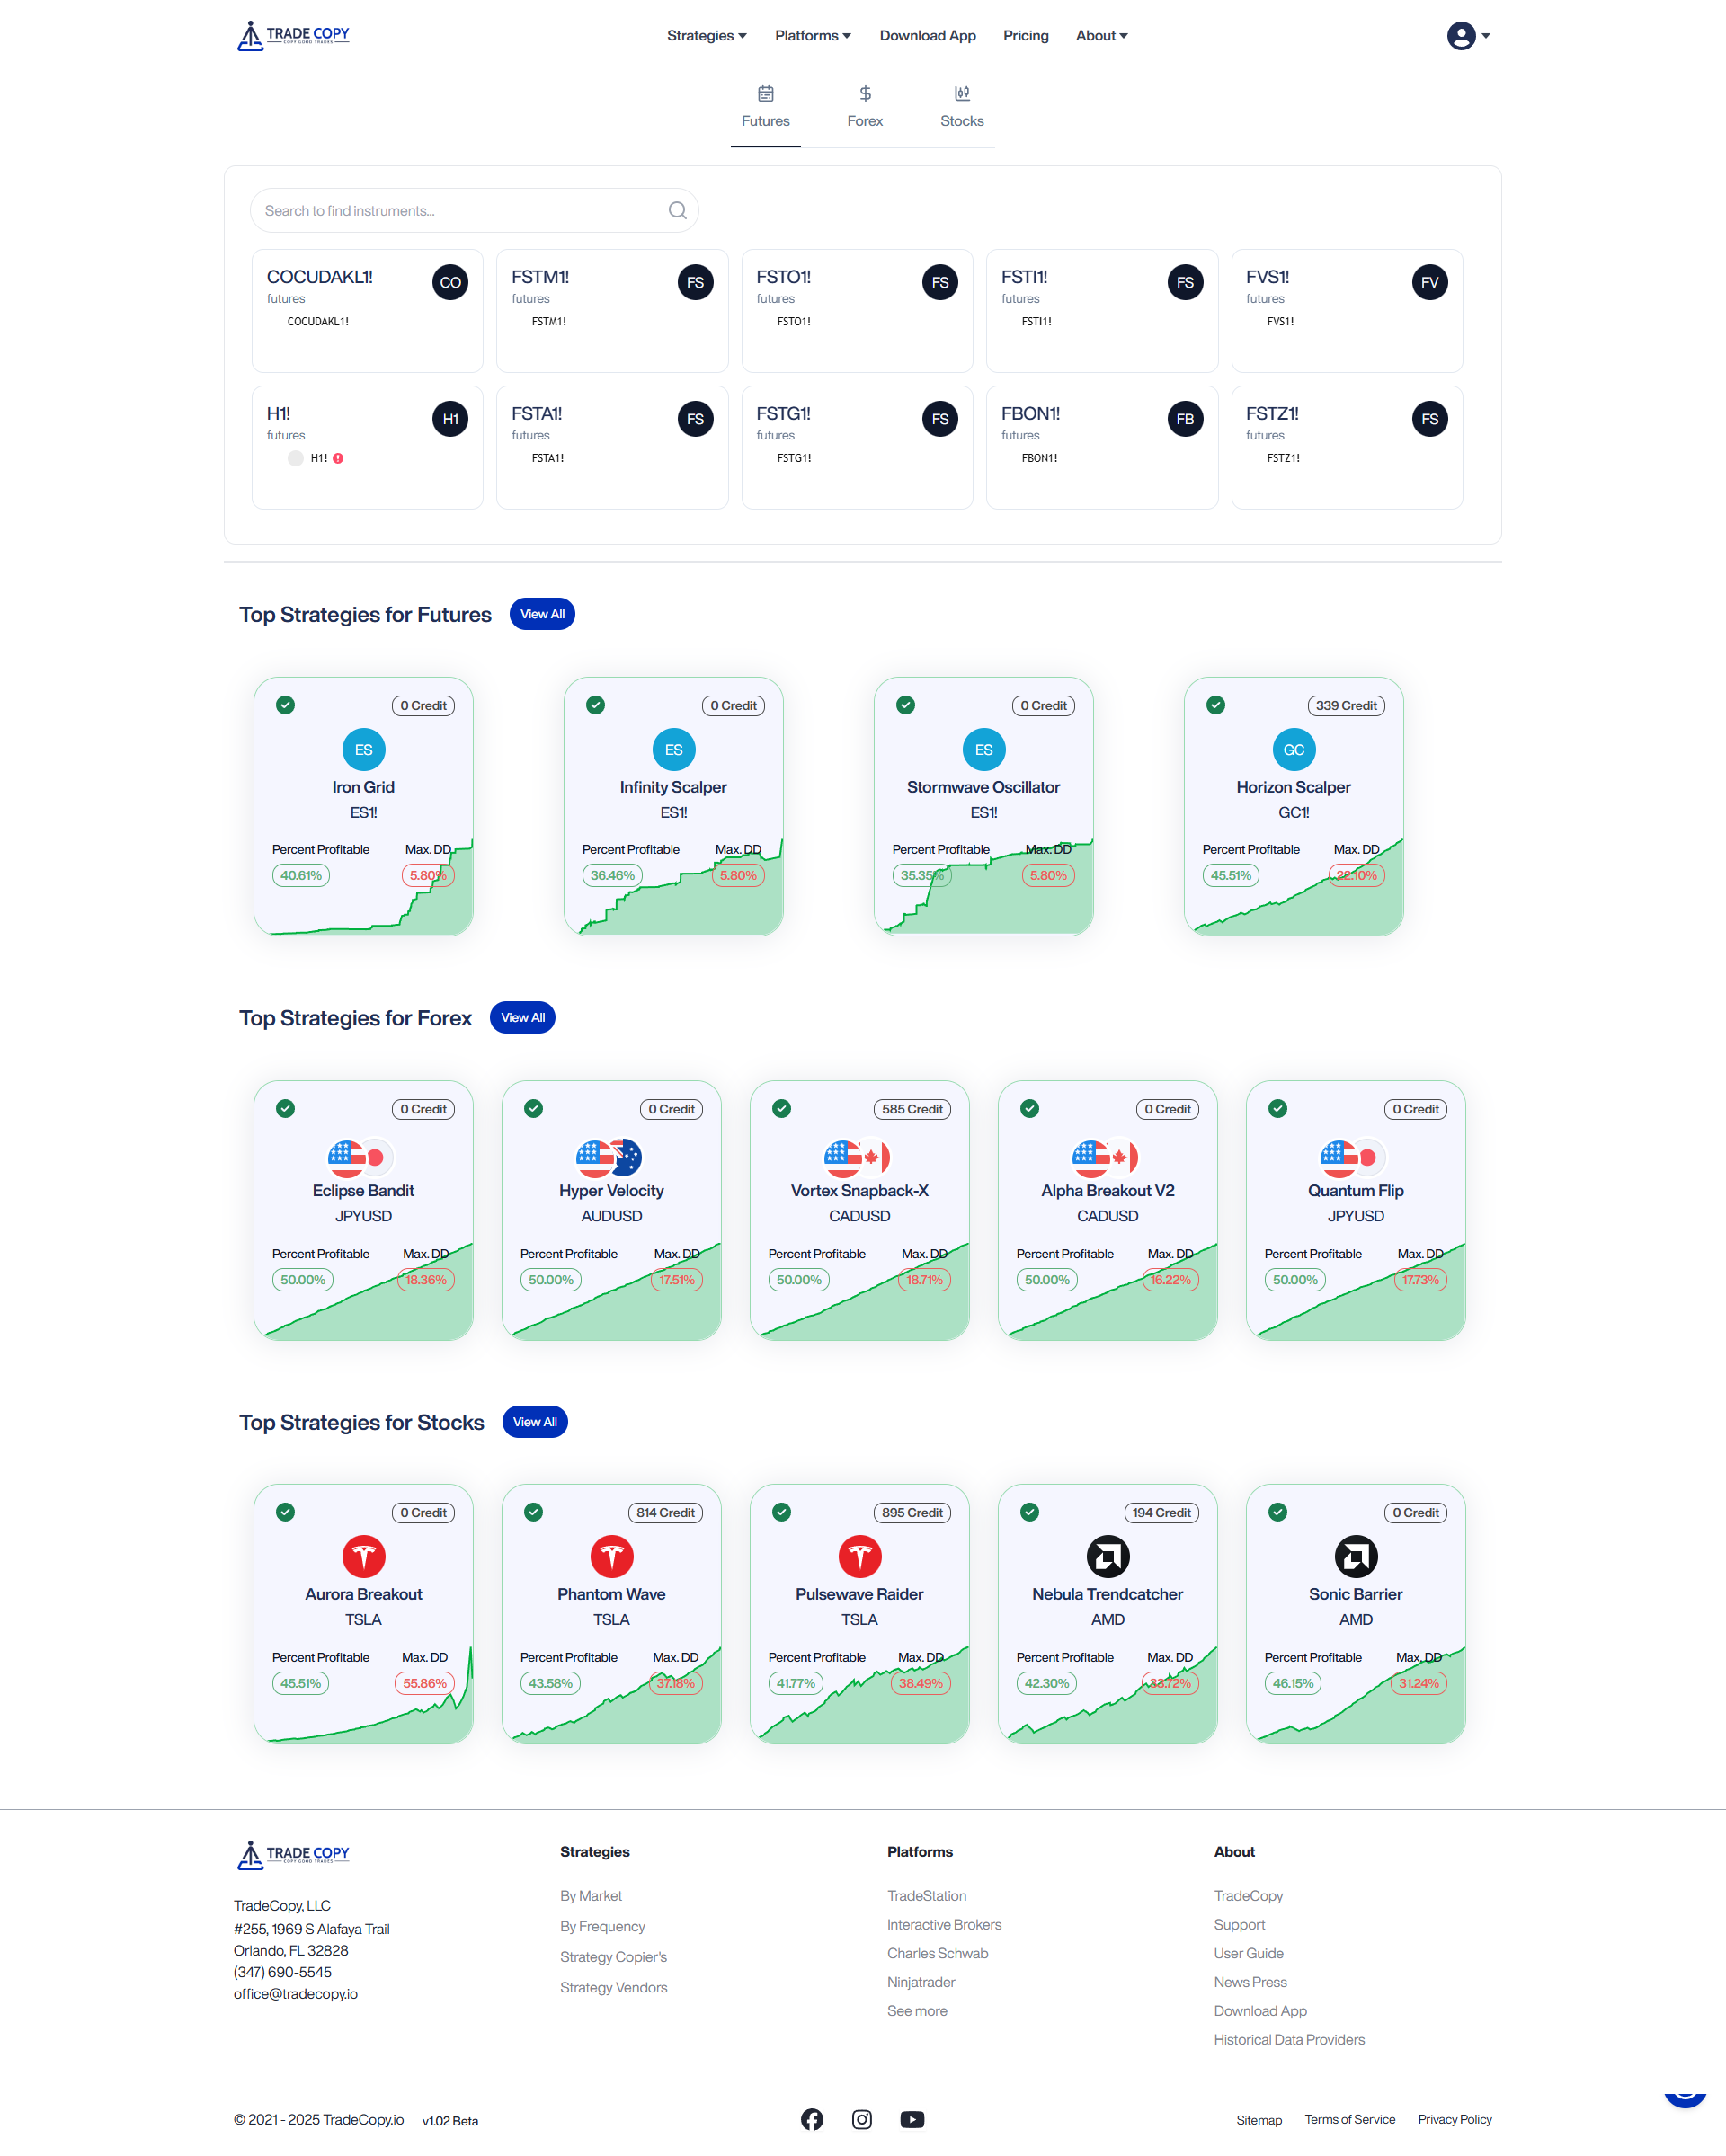 TRADE COPY
COPY GOOD TRADES
Strategies Platforms Download App Pricing About
Futures Forex Stocks
Search to find instruments...
COCUDAKL1! CO FSTM1! FS FSTO1! FS FSTI1! FS FVS1! FV
futures futures futures futures futures
COCUDAKL1! FSTM1! FSTO1! FSTI1! FVS1!
H1! H1 FSTA1! FS FSTG1! FS FBON1! FB FSTZ1! FS
futures futures futures futures futures
H1! FSTA1! FSTG1! FBON1! FSTZ1!
Top Strategies for Futures View All
0 Credit 0 Credit 0 Credit 339 Credit
ES ES ES GC
Iron Grid Infinity Scalper Stormwave Oscillator Horizon Scalper
ES1! ES1! ES1! GC1!
Percent Profitable Max. DD Percent Profitable Max. DD Percent Profitable Max. DD Percent Profitable Max. DD
40.61% 5.80% 36.46% 5.80% 35.35% 5.80% 45.51% 22.10%
Top Strategies for Forex View All
0 Credit 0 Credit 585 Credit 0 Credit 0 Credit
Eclipse Bandit Hyper Velocity Vortex Snapback-X Alpha Breakout V2 Quantum Flip
JPYUSD AUDUSD CADUSD CADUSD JPYUSD
Percent Profitable Max. DD Percent Profitable Max. DD Percent Profitable Max. DD Percent Profitable Max. DD Percent Profitable Max. DD
50.00% 18.36% 50.00% 17.51% 50.00% 18.71% 50.00% 16.22% 50.00% 17.73%
Top Strategies for Stocks View All
0 Credit 814 Credit 895 Credit 194 Credit 0 Credit
Aurora Breakout Phantom Wave Pulsewave Raider Nebula Trendcatcher Sonic Barrier
TSLA TSLA TSLA AMD AMD
Percent Profitable Max. DD Percent Profitable Max. DD Percent Profitable Max. DD Percent Profitable Max. DD Percent Profitable Max. DD
45.51% 55.86% 43.58% 37.18% 41.77% 38.49% 42.30% 33.72% 46.15% 31.24%
TRADE COPY
COPY GOOD TRADES
TradeCopy, LLC
#255, 1969 S Alafaya Trail
Orlando, FL 32828
(347) 690-5545
office@tradecopy.io
Strategies
By Market
By Frequency
Strategy Copier's
Strategy Vendors
Platforms
TradeStation
Interactive Brokers
Charles Schwab
Ninjatrader
See more
About
TradeCopy
Support
User Guide
News Press
Download App
Historical Data Providers
© 2021 - 2025 TradeCopy.io v1.02 Beta
Sitemap Terms of Service Privacy Policy